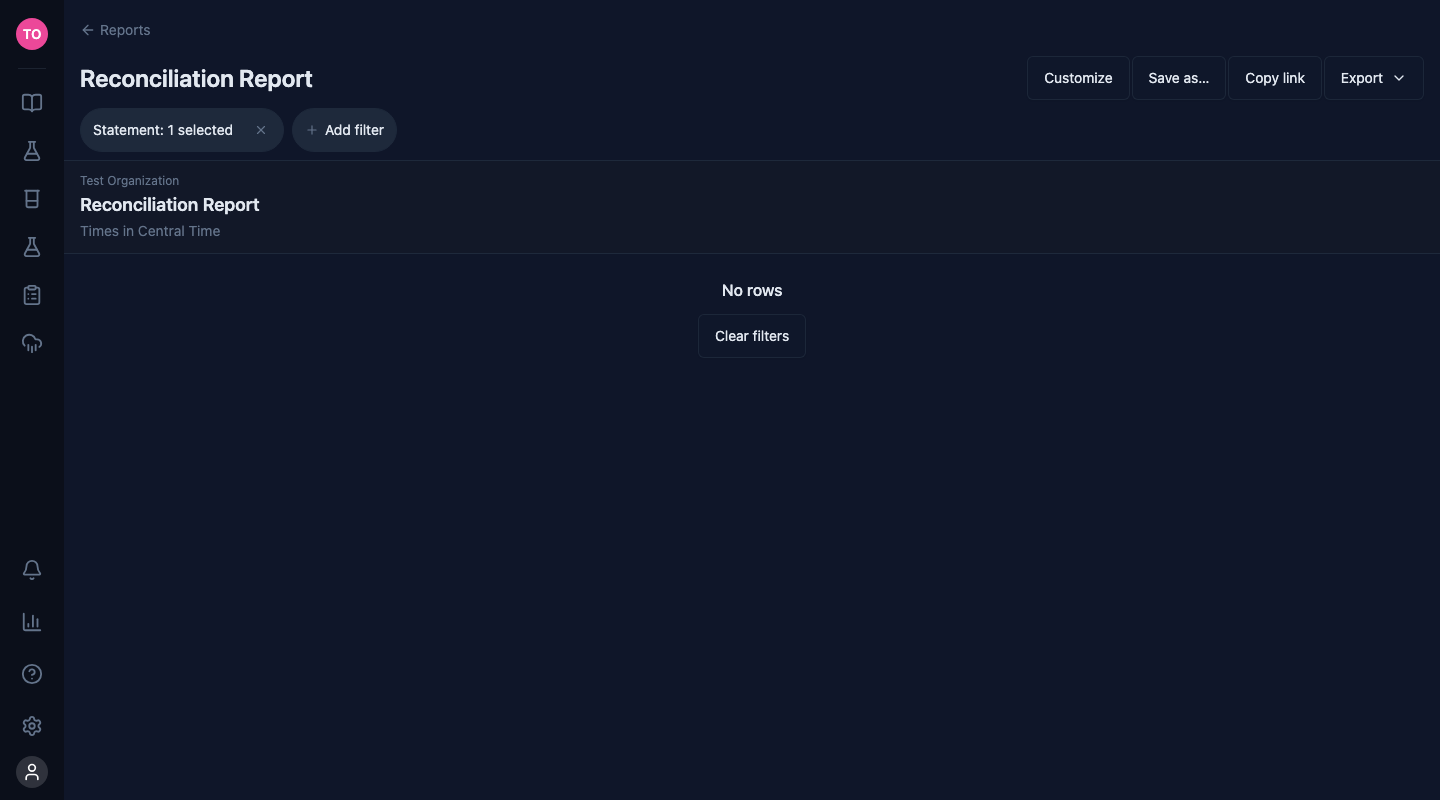 TO
Reports
Reconciliation Report
Customize
Save as...
Copy link
Export
Statement: 1 selected
Add filter
Test Organization
Reconciliation Report
Times in Central Time
No rows
Clear filters